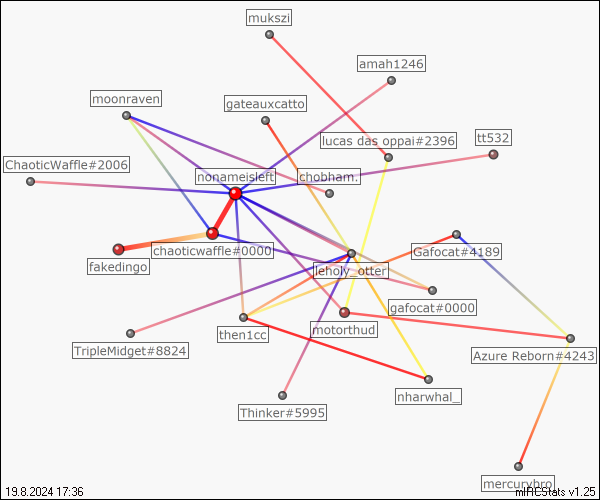 mukszi
amah1246
moonraven
gateauxcatto
lucas das oppai#2396
tt532
ChaoticWaffle#2006
nonameisleft
chobham.
chaoticwaffle#0000
Gafocat#4189
fakedingo
leholy_otter
gafocat#0000
then1cc
motorthud
TripleMidget#8824
Azure Reborn#4243
nharwhal_
Thinker#5995
mercurybro
19.8.2024 17:36
mIRCStats v1.25